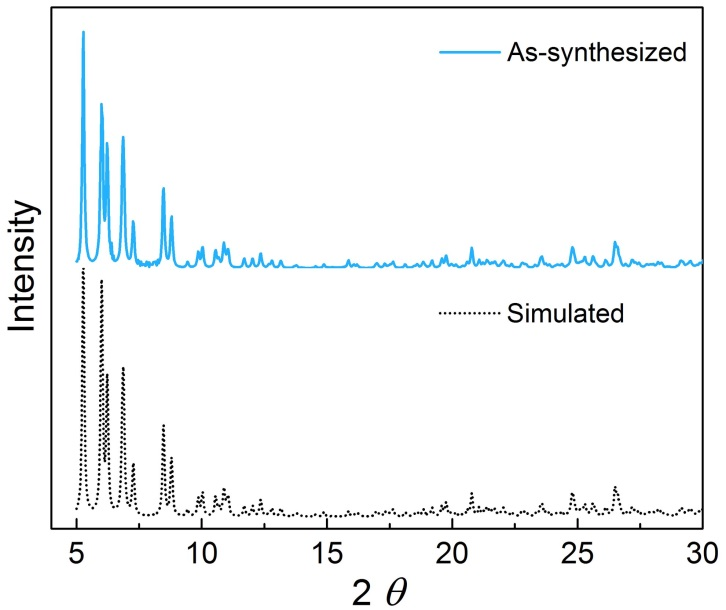 As-synthesized
Simulated
Intensity
5 10 15 20 25 30
2 θ